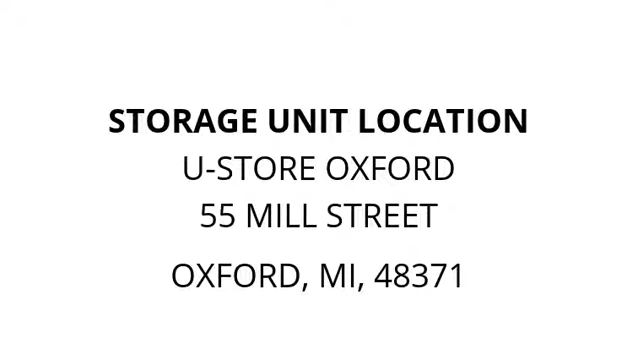 STORAGE UNIT LOCATION
U-STORE OXFORD
55 MILL STREET
OXFORD, MI, 48371